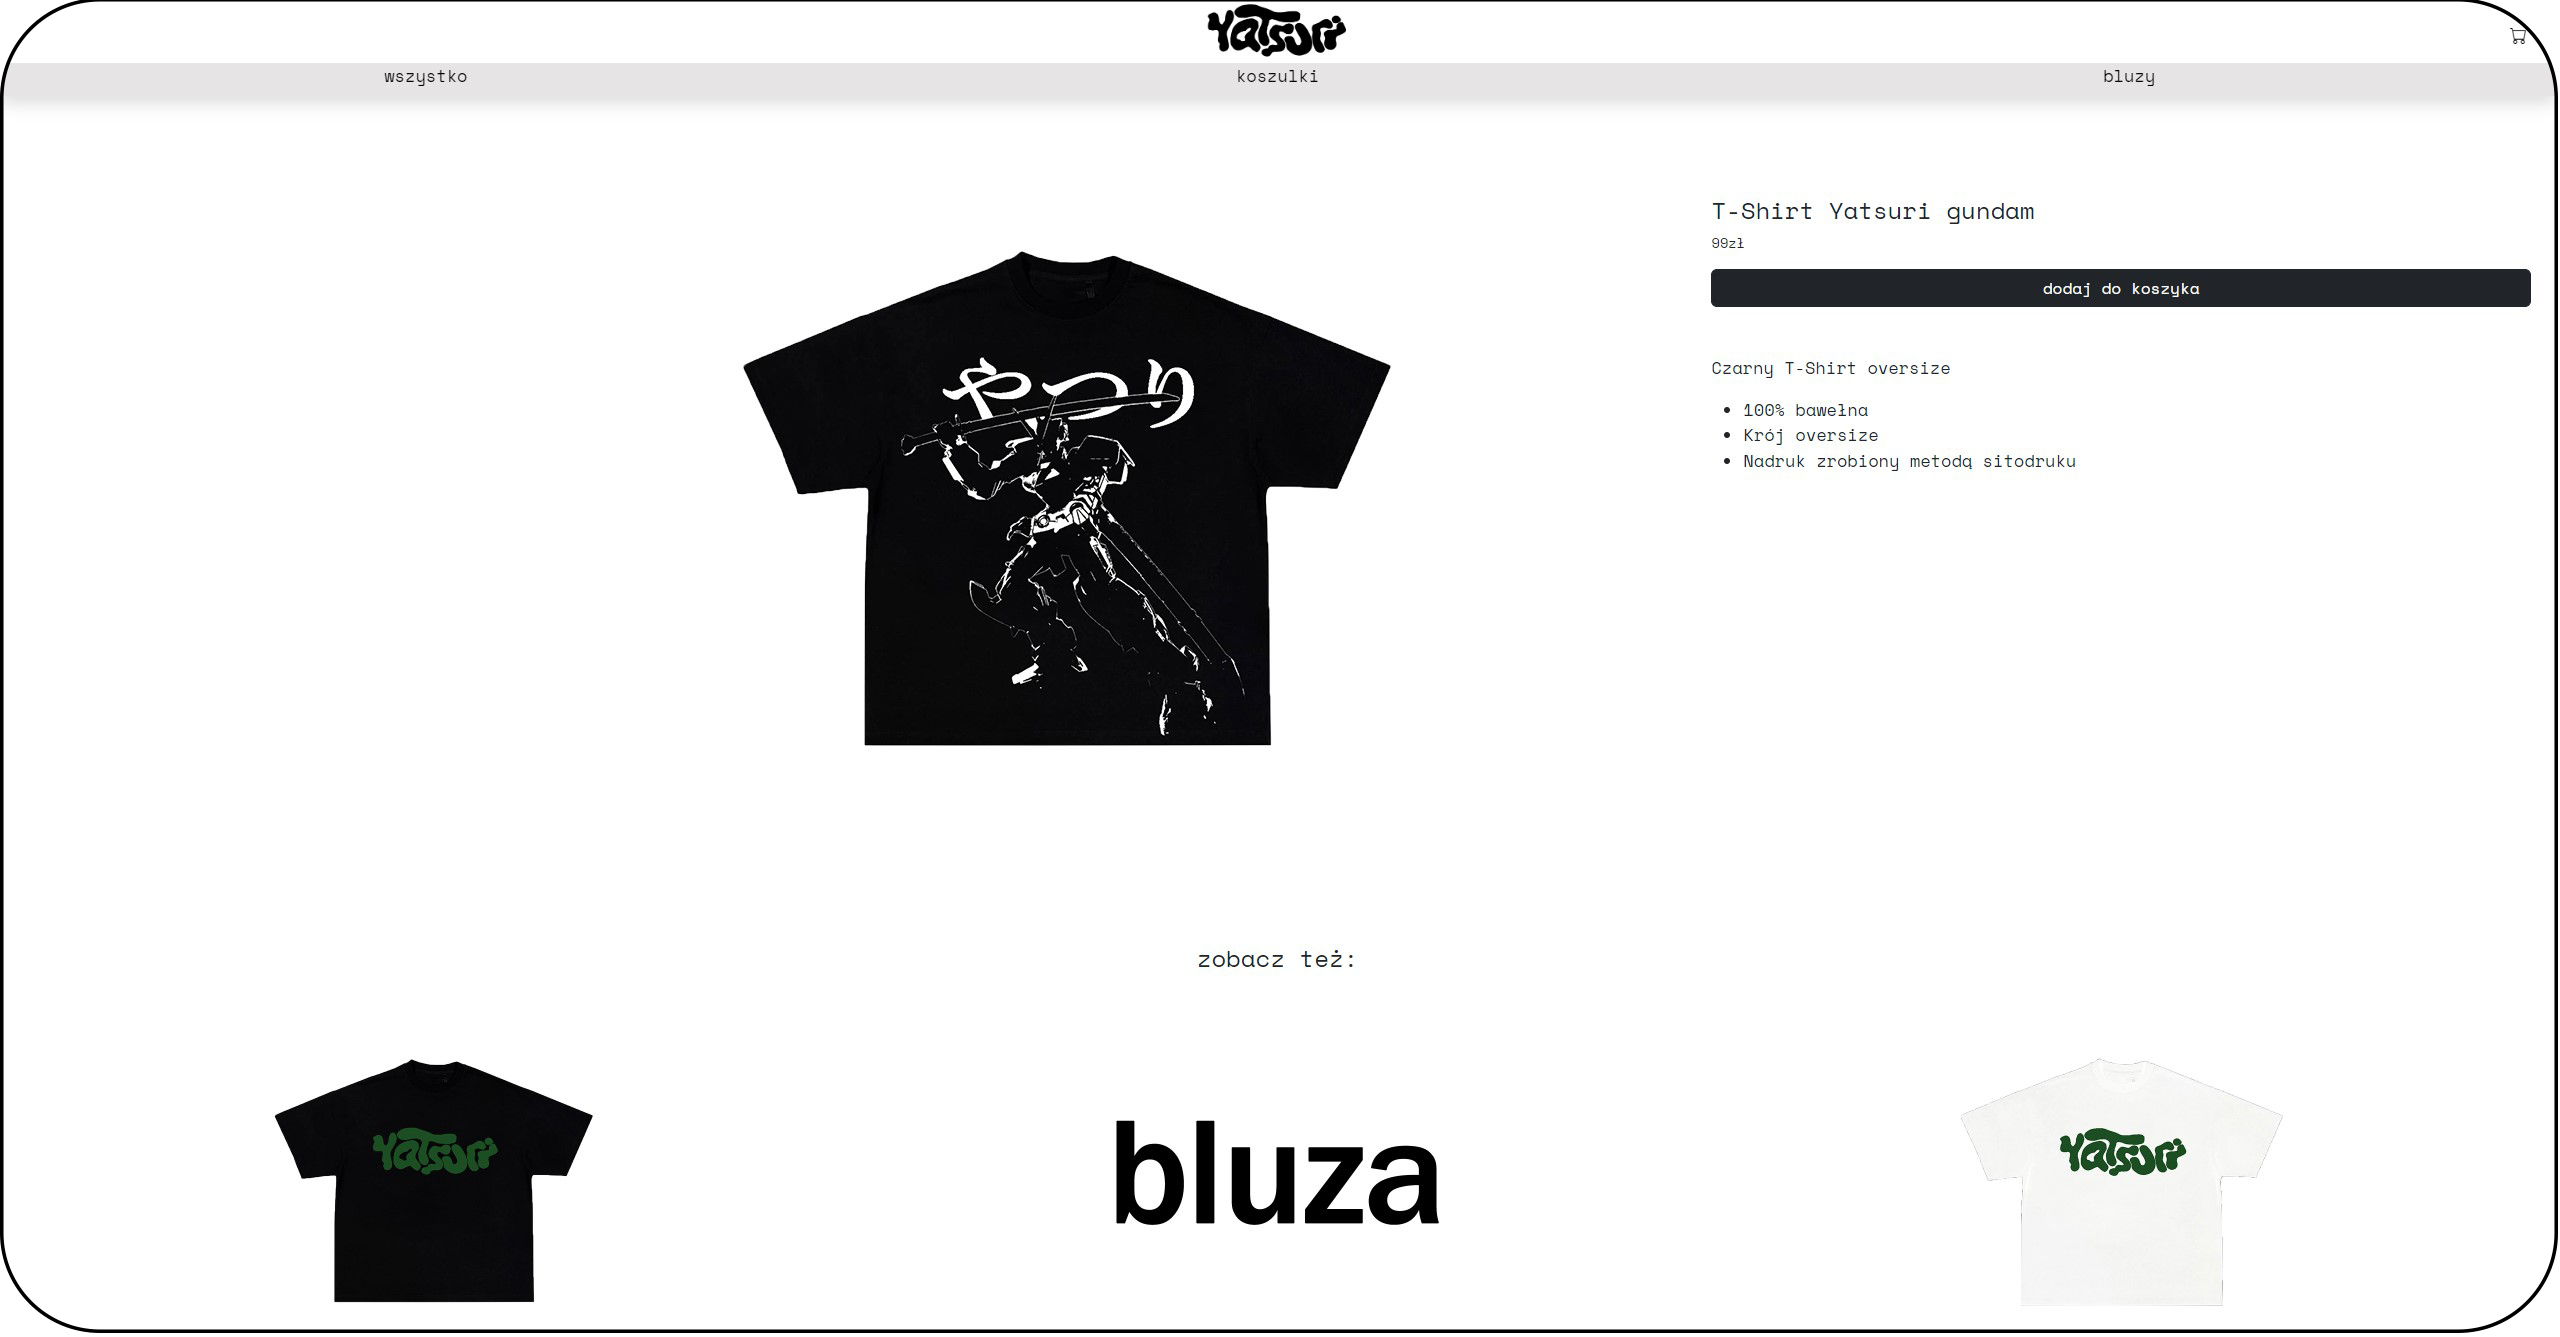 Yatsuri
wszystko koszulki bluzy
T-Shirt Yatsuri gundam
99zł
dodaj do koszyka
やつり
Czarny T-Shirt oversize
100% bawełna
Krój oversize
Nadruk zrobiony metodą sitodruku
zobacz też:
Yatsuri
bluza
Yatsuri